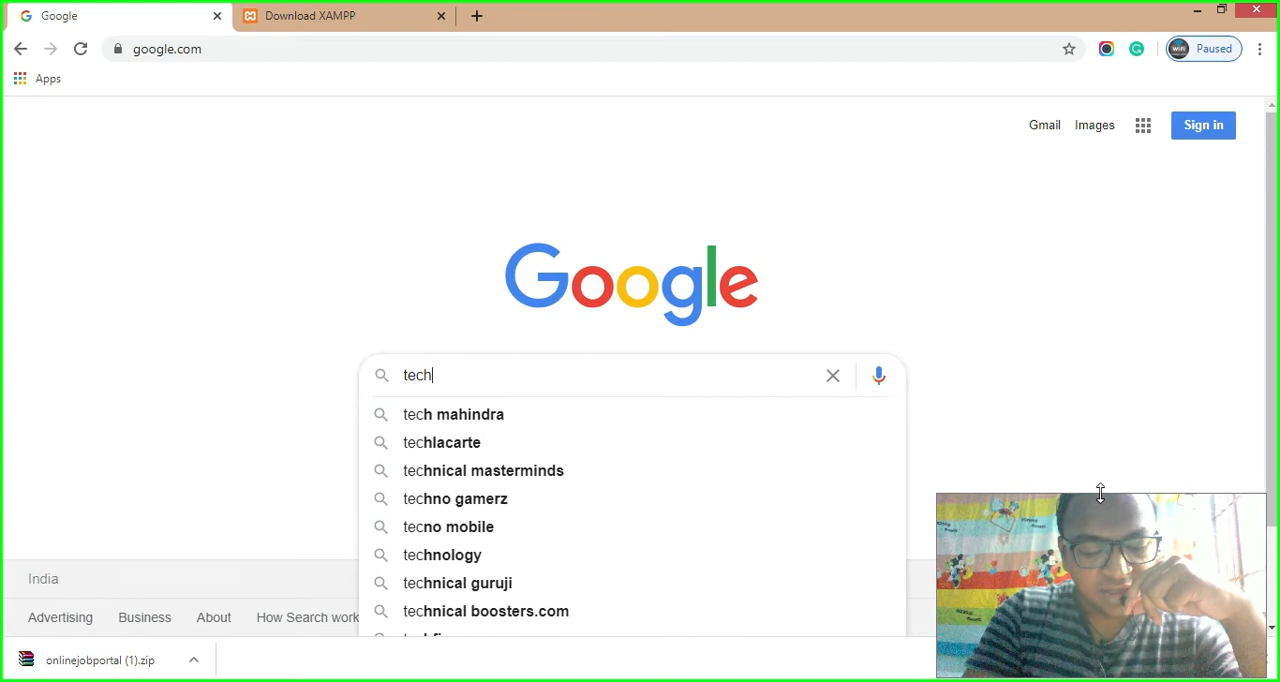 Google
Download XAMPP
google.com
Paused
Apps
Gmail Images
Sign in
Google
tech
tech mahindra
techlacarte
technical masterminds
techno gamerz
tecno mobile
technology
technical guruji
technical boosters.com
India
Advertising Business About How Search work
onlinejobportal (1).zip